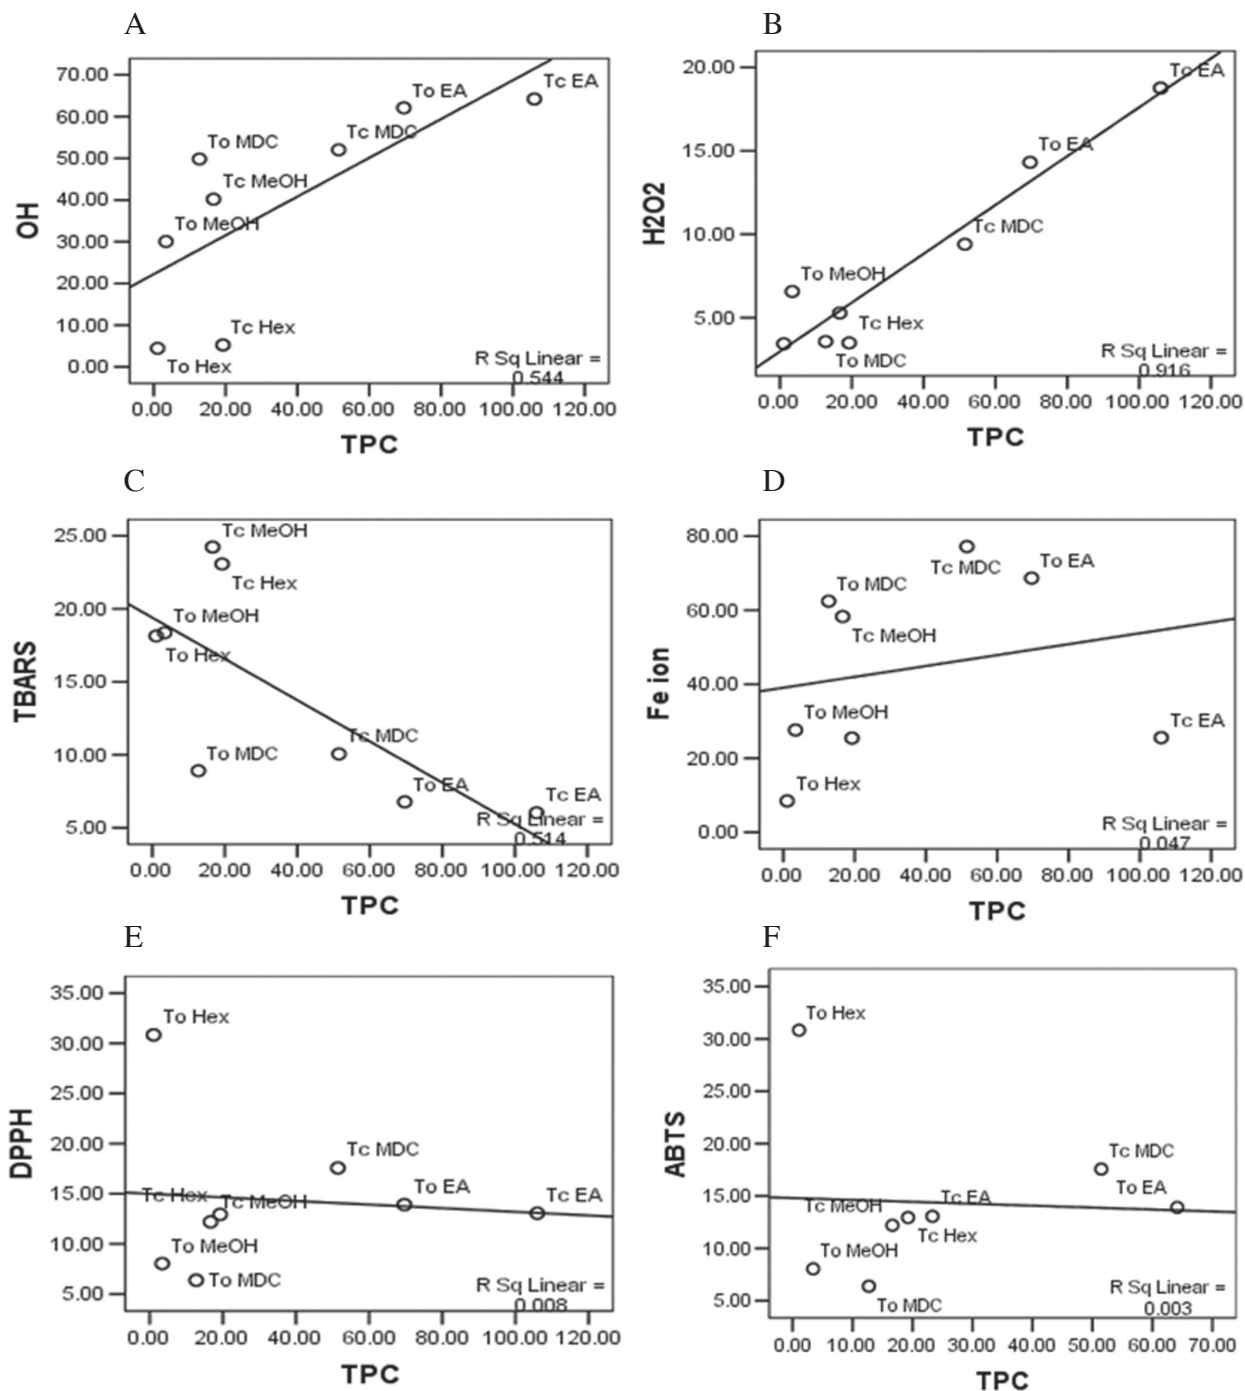 A
70.00
60.00
50.00
40.00
30.00
20.00
10.00
0.00
OH
To EA
Tc EA
To MDC
Tc MDC
Tc MeOH
To MeOH
Tc Hex
To Hex
R Sq Linear =
0.544
0.00 20.00 40.00 60.00 80.00 100.00 120.00
TPC
B
20.00
15.00
10.00
5.00
H2O2
To EA
To EA
Tc MDC
To MeOH
Tc Hex
To MDC
R Sq Linear =
0.916
0.00 20.00 40.00 60.00 80.00 100.00 120.00
TPC
C
25.00
20.00
15.00
10.00
5.00
TBARS
Tc MeOH
Tc Hex
To MeOH
To Hex
Tc MDC
To MDC
To EA
Tc EA
R Sq Linear =
0.514
0.00 20.00 40.00 60.00 80.00 100.00 120.00
TPC
D
80.00
60.00
40.00
20.00
0.00
Fe ion
To EA
Tc MDC
To MDC
Tc MeOH
To MeOH
Tc EA
To Hex
R Sq Linear =
0.047
0.00 20.00 40.00 60.00 80.00 100.00 120.00
TPC
E
35.00
30.00
25.00
20.00
15.00
10.00
5.00
DPPH
To Hex
Tc MDC
To EA
Tc EA
Tc Hex
Tc MeOH
To MeOH
To MDC
R Sq Linear =
0.008
0.00 20.00 40.00 60.00 80.00 100.00 120.00
TPC
F
35.00
30.00
25.00
20.00
15.00
10.00
5.00
ABTS
To Hex
Tc MDC
To EA
Tc EA
Tc MeOH
Tc Hex
To MeOH
To MDC
R Sq Linear =
0.003
0.00 10.00 20.00 30.00 40.00 50.00 60.00 70.00
TPC